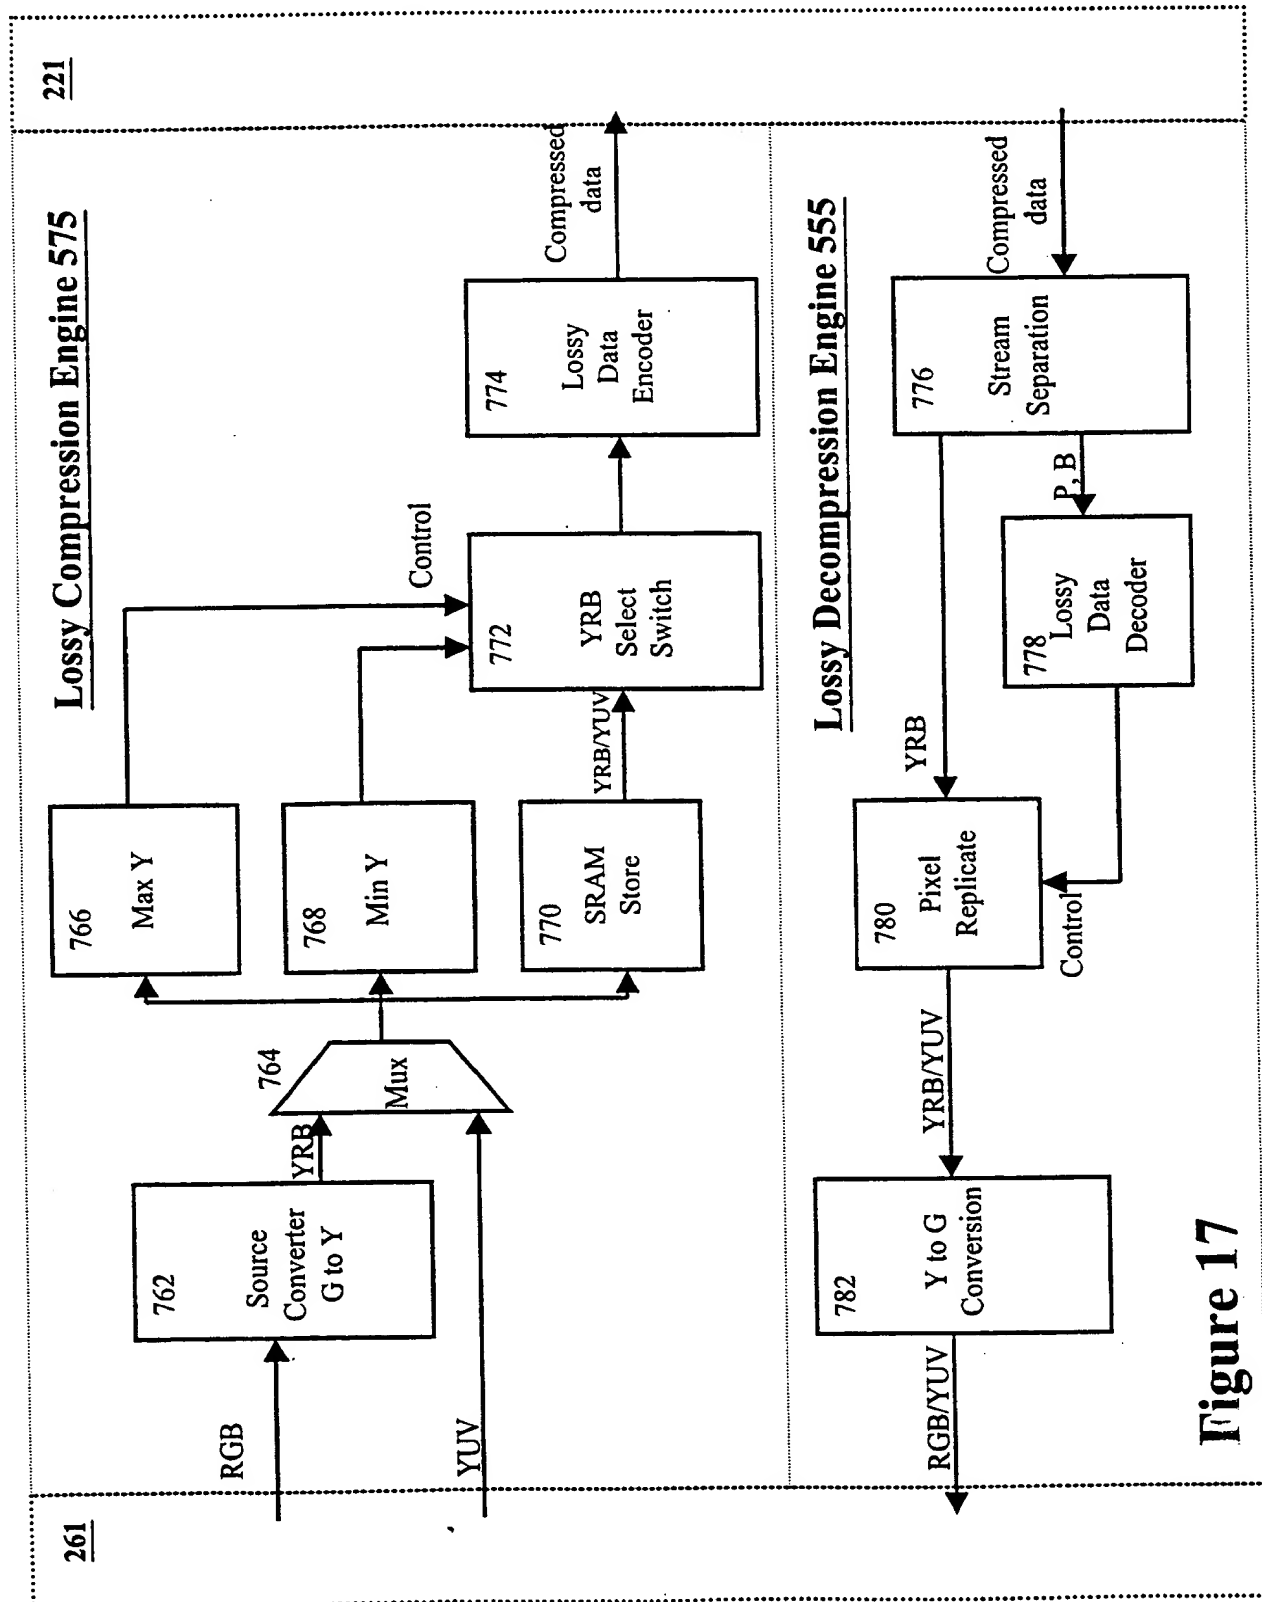 261
221
Lossy Compression Engine 575
RGB
YUV
762
Source
Converter
G to Y
YRB
764
Mux
766
Max Y
768
Min Y
770
SRAM
Store
YRB/YUV
Control
772
YRB
Select
Switch
774
Lossy
Data
Encoder
Compressed
data
Lossy Decompression Engine 555
RGB/YUV
782
Y to G
Conversion
YRB/YUV
780
Pixel
Replicate
Control
YRB
778
Lossy
Data
Decoder
P, B
776
Stream
Separation
Compressed
data
Figure 17